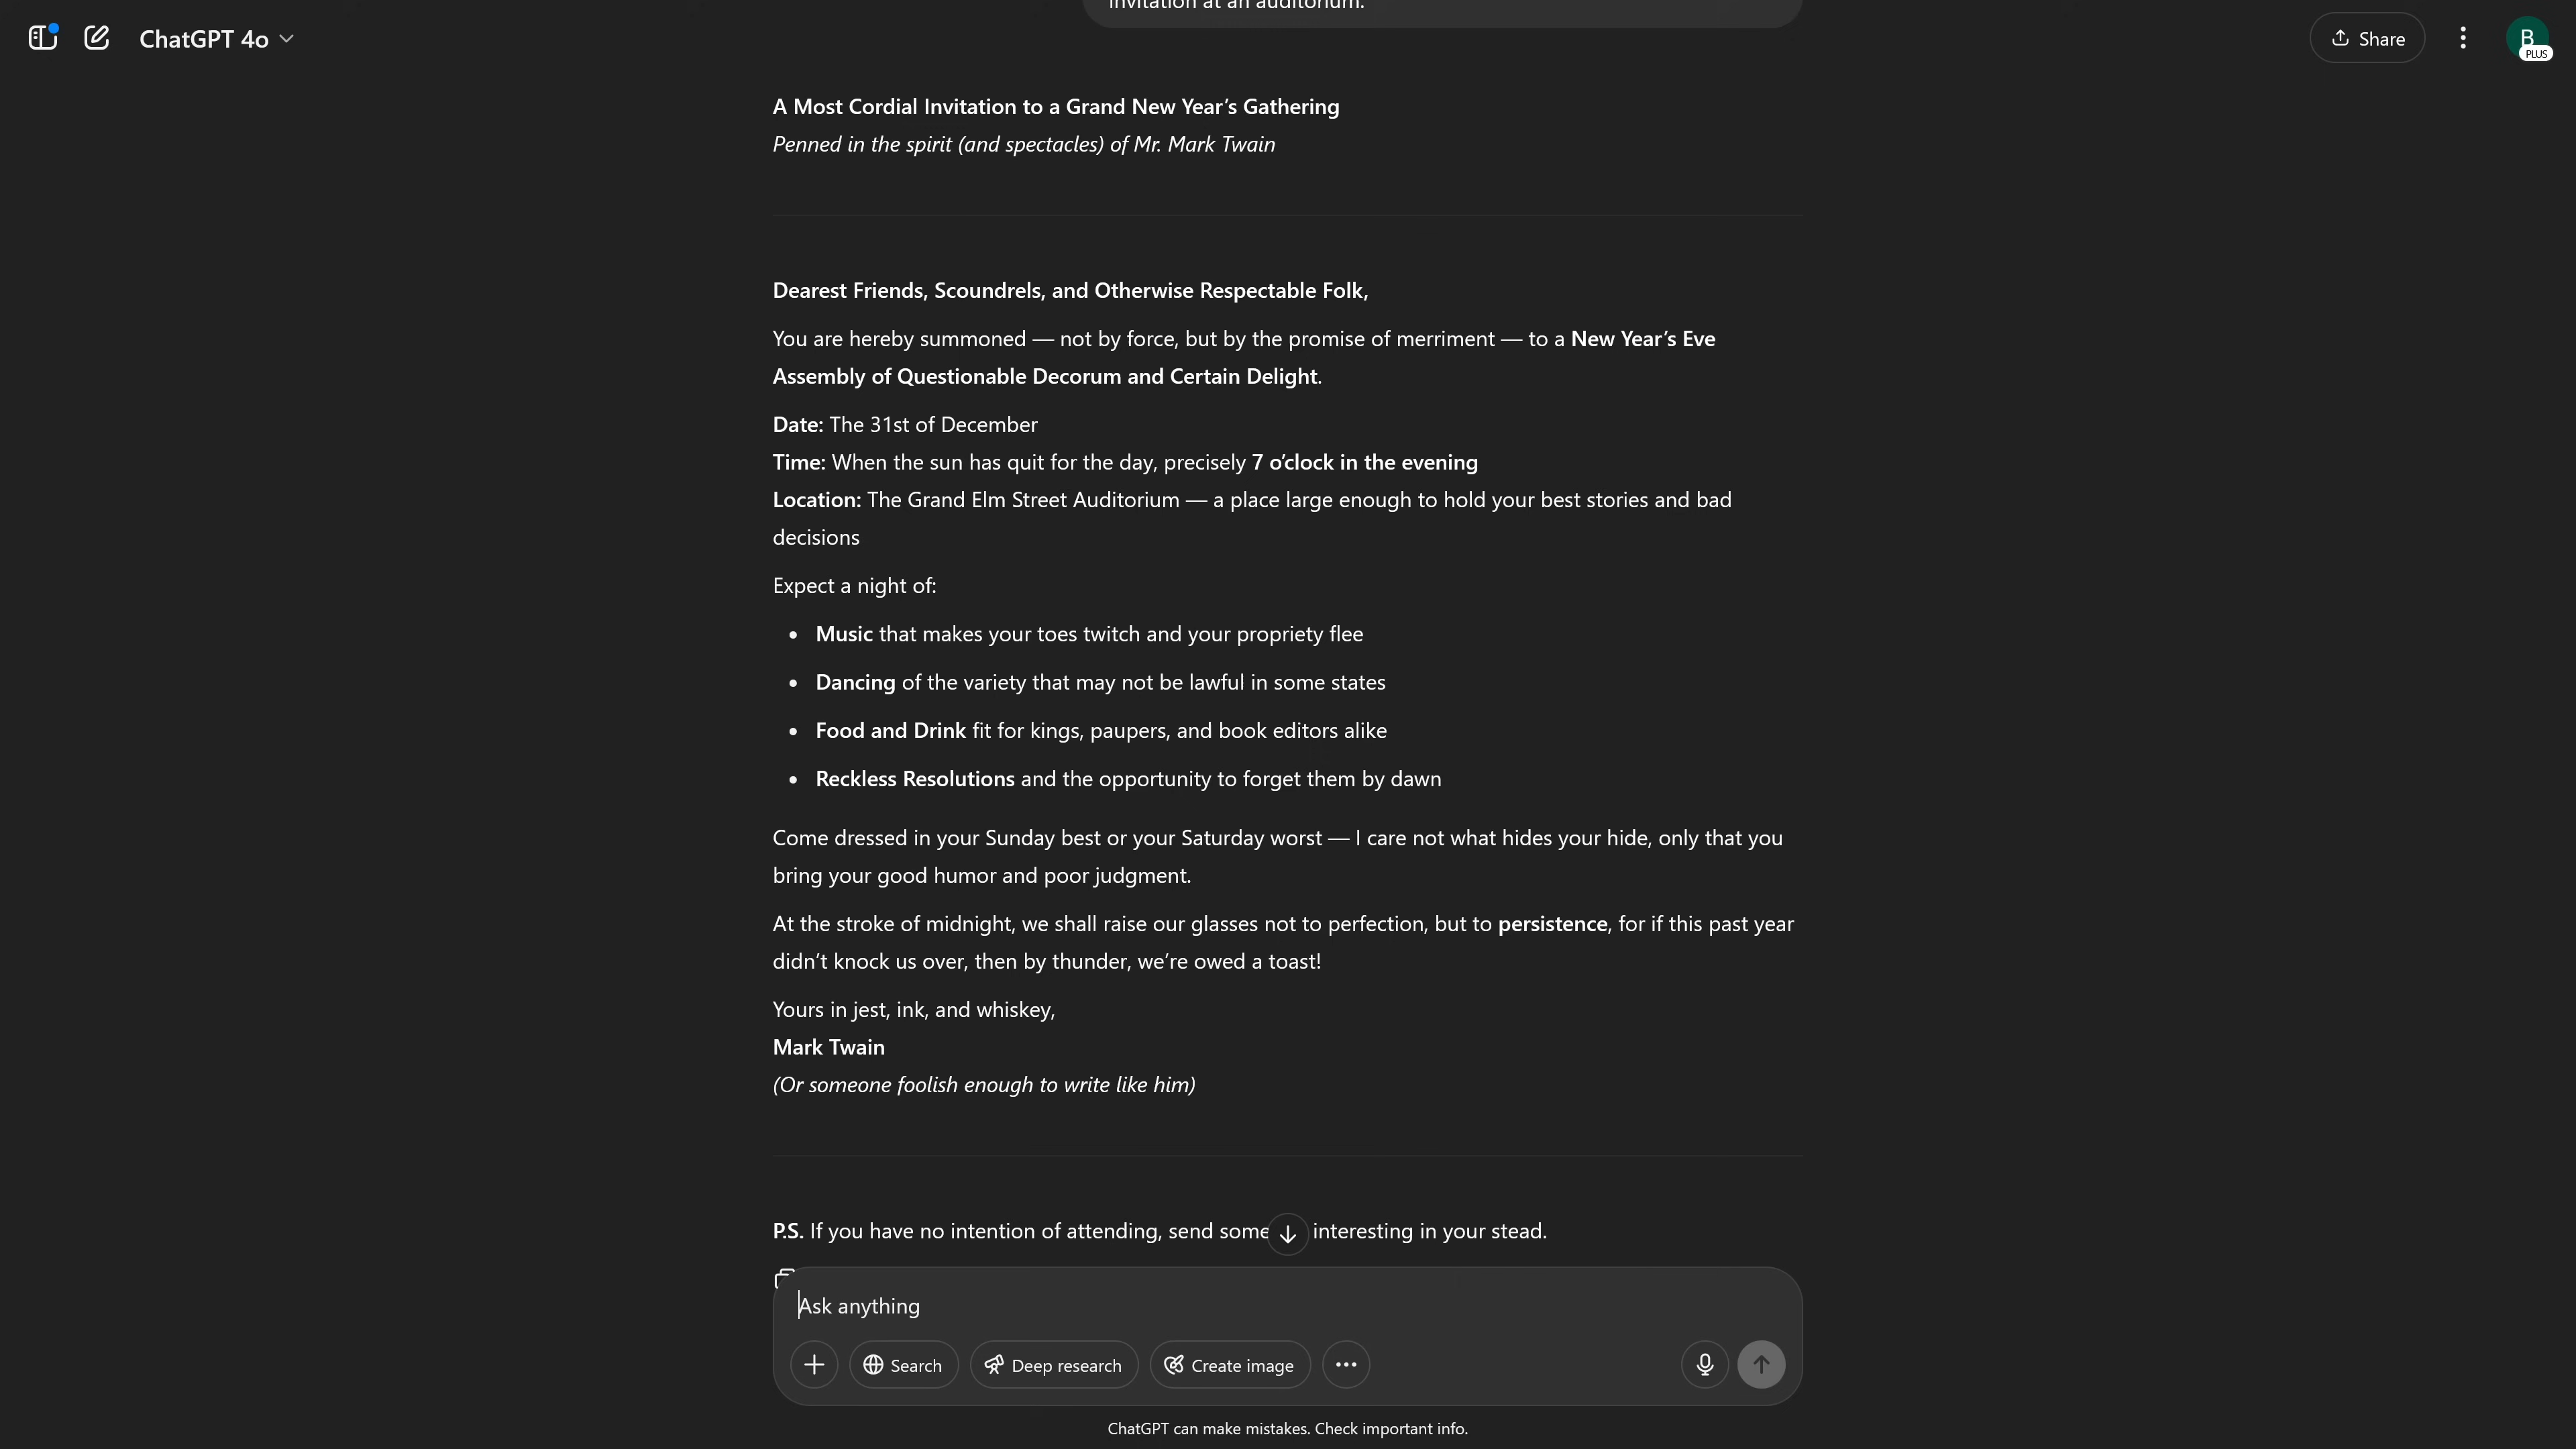 invitation at an auditorium.
ChatGPT 4o
Share
B
PLUS
A Most Cordial Invitation to a Grand New Year’s Gathering
Penned in the spirit (and spectacles) of Mr. Mark Twain
Dearest Friends, Scoundrels, and Otherwise Respectable Folk,
You are hereby summoned — not by force, but by the promise of merriment — to a New Year’s Eve
Assembly of Questionable Decorum and Certain Delight.
Date: The 31st of December
Time: When the sun has quit for the day, precisely 7 o’clock in the evening
Location: The Grand Elm Street Auditorium — a place large enough to hold your best stories and bad
decisions
Expect a night of:
• Music that makes your toes twitch and your propriety flee
• Dancing of the variety that may not be lawful in some states
• Food and Drink fit for kings, paupers, and book editors alike
• Reckless Resolutions and the opportunity to forget them by dawn
Come dressed in your Sunday best or your Saturday worst — I care not what hides your hide, only that you
bring your good humor and poor judgment.
At the stroke of midnight, we shall raise our glasses not to perfection, but to persistence, for if this past year
didn’t knock us over, then by thunder, we’re owed a toast!
Yours in jest, ink, and whiskey,
Mark Twain
(Or someone foolish enough to write like him)
P.S. If you have no intention of attending, send some interesting in your stead.
Ask anything
Search
Deep research
Create image
ChatGPT can make mistakes. Check important info.